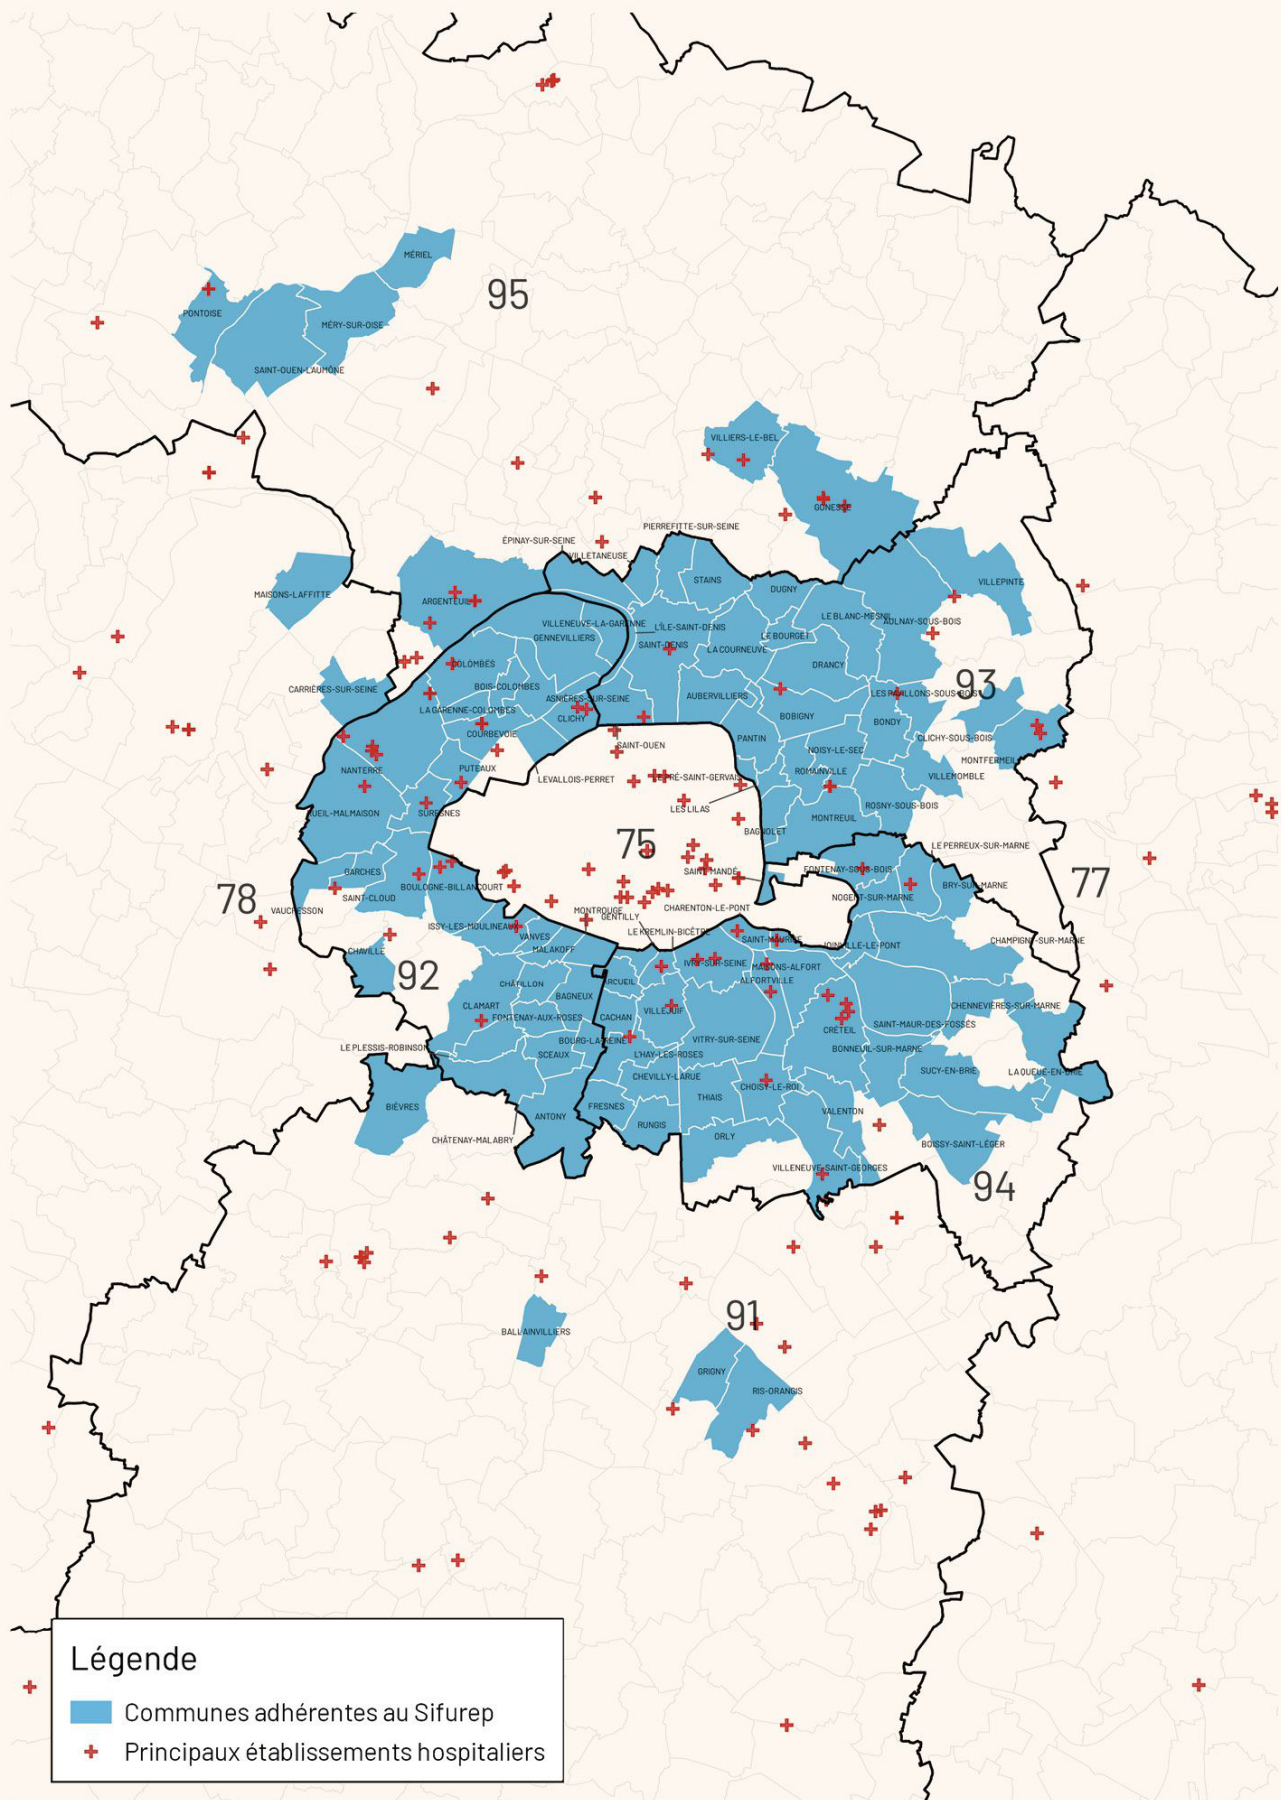 MÉRIEL
95
PONTOISE
MÉRY-SUR-OISE
SAINT-OUEN-L'AUMÔNE
VILLIERS-LE-BEL
GONESSE
PIERREFITTE-SUR-SEINE
ÉPINAY-SUR-SEINE
VILLETANEUSE
STAINS
VILLEPINTE
DUGNY
MAISONS-LAFFITTE
ARGENTEUIL
LE BLANC-MESNIL
AULNAY-SOUS-BOIS
VILLENEUVE-LA-GARENNE
L'ÎLE-SAINT-DENIS
GENNEVILLIERS
LE BOURGET
SAINT-DENIS
LA COURNEUVE
COLOMBES
DRANCY
93
CARRIÈRES-SUR-SEINE
BOIS-COLOMBES
LES PAVILLONS-SOUS-BOIS
ASNIÈRES-SUR-SEINE
AUBERVILLIERS
LA GARENNE-COLOMBES
CLICHY
BOBIGNY
BONDY
COURBEVOIE
PANTIN
CLICHY-SOUS-BOIS
SAINT-OUEN
NOISY-LE-SEC
MONTFERMEIL
NANTERRE
PUTEAUX
ROMAINVILLE
LEVALLOIS-PERRET
LE PRÉ-SAINT-GERVAIS
VILLEMOMBLE
RUEIL-MALMAISON
SURESNES
LES LILAS
ROSNY-SOUS-BOIS
MONTREUIL
BAGNOLET
75
LE PERREUX-SUR-MARNE
GARCHES
SAINT-MANDÉ
FONTENAY-SOUS-BOIS
77
78
BOULOGNE-BILLANCOURT
BRY-SUR-MARNE
SAINT-CLOUD
NOGENT-SUR-MARNE
VAUCRESSON
MONTROUGE
CHARENTON-LE-PONT
GENTILLY
ISSY-LES-MOULINEAUX
LE KREMLIN-BICÊTRE
VANVES
SAINT-MAURICE
CHAMPIGNY-SUR-MARNE
MALAKOFF
JOINVILLE-LE-PONT
CHAVILLE
IVRY-SUR-SEINE
MAISONS-ALFORT
92
CHÂTILLON
ARCUEIL
ALFORTVILLE
BAGNEUX
CLAMART
FONTENAY-AUX-ROSES
CACHAN
VILLEJUIF
CHENNEVIÈRES-SUR-MARNE
CRÉTEIL
SAINT-MAUR-DES-FOSSÉS
BOURG-LA-REINE
VITRY-SUR-SEINE
LE PLESSIS-ROBINSON
SCEAUX
L'HAY-LES-ROSES
BONNEUIL-SUR-MARNE
SUCY-EN-BRIE
LA QUEUE-EN-BRIE
CHEVILLY-LARUE
CHOISY-LE-ROI
THIAIS
BIÈVRES
FRESNES
VALENTON
ANTONY
RUNGIS
CHÂTENAY-MALABRY
ORLY
BOISSY-SAINT-LÉGER
VILLENEUVE-SAINT-GEORGES
94
91
BALLAINVILLIERS
GRIGNY
RIS-ORANGIS
Légende
Communes adhérentes au Sifurep
Principaux établissements hospitaliers